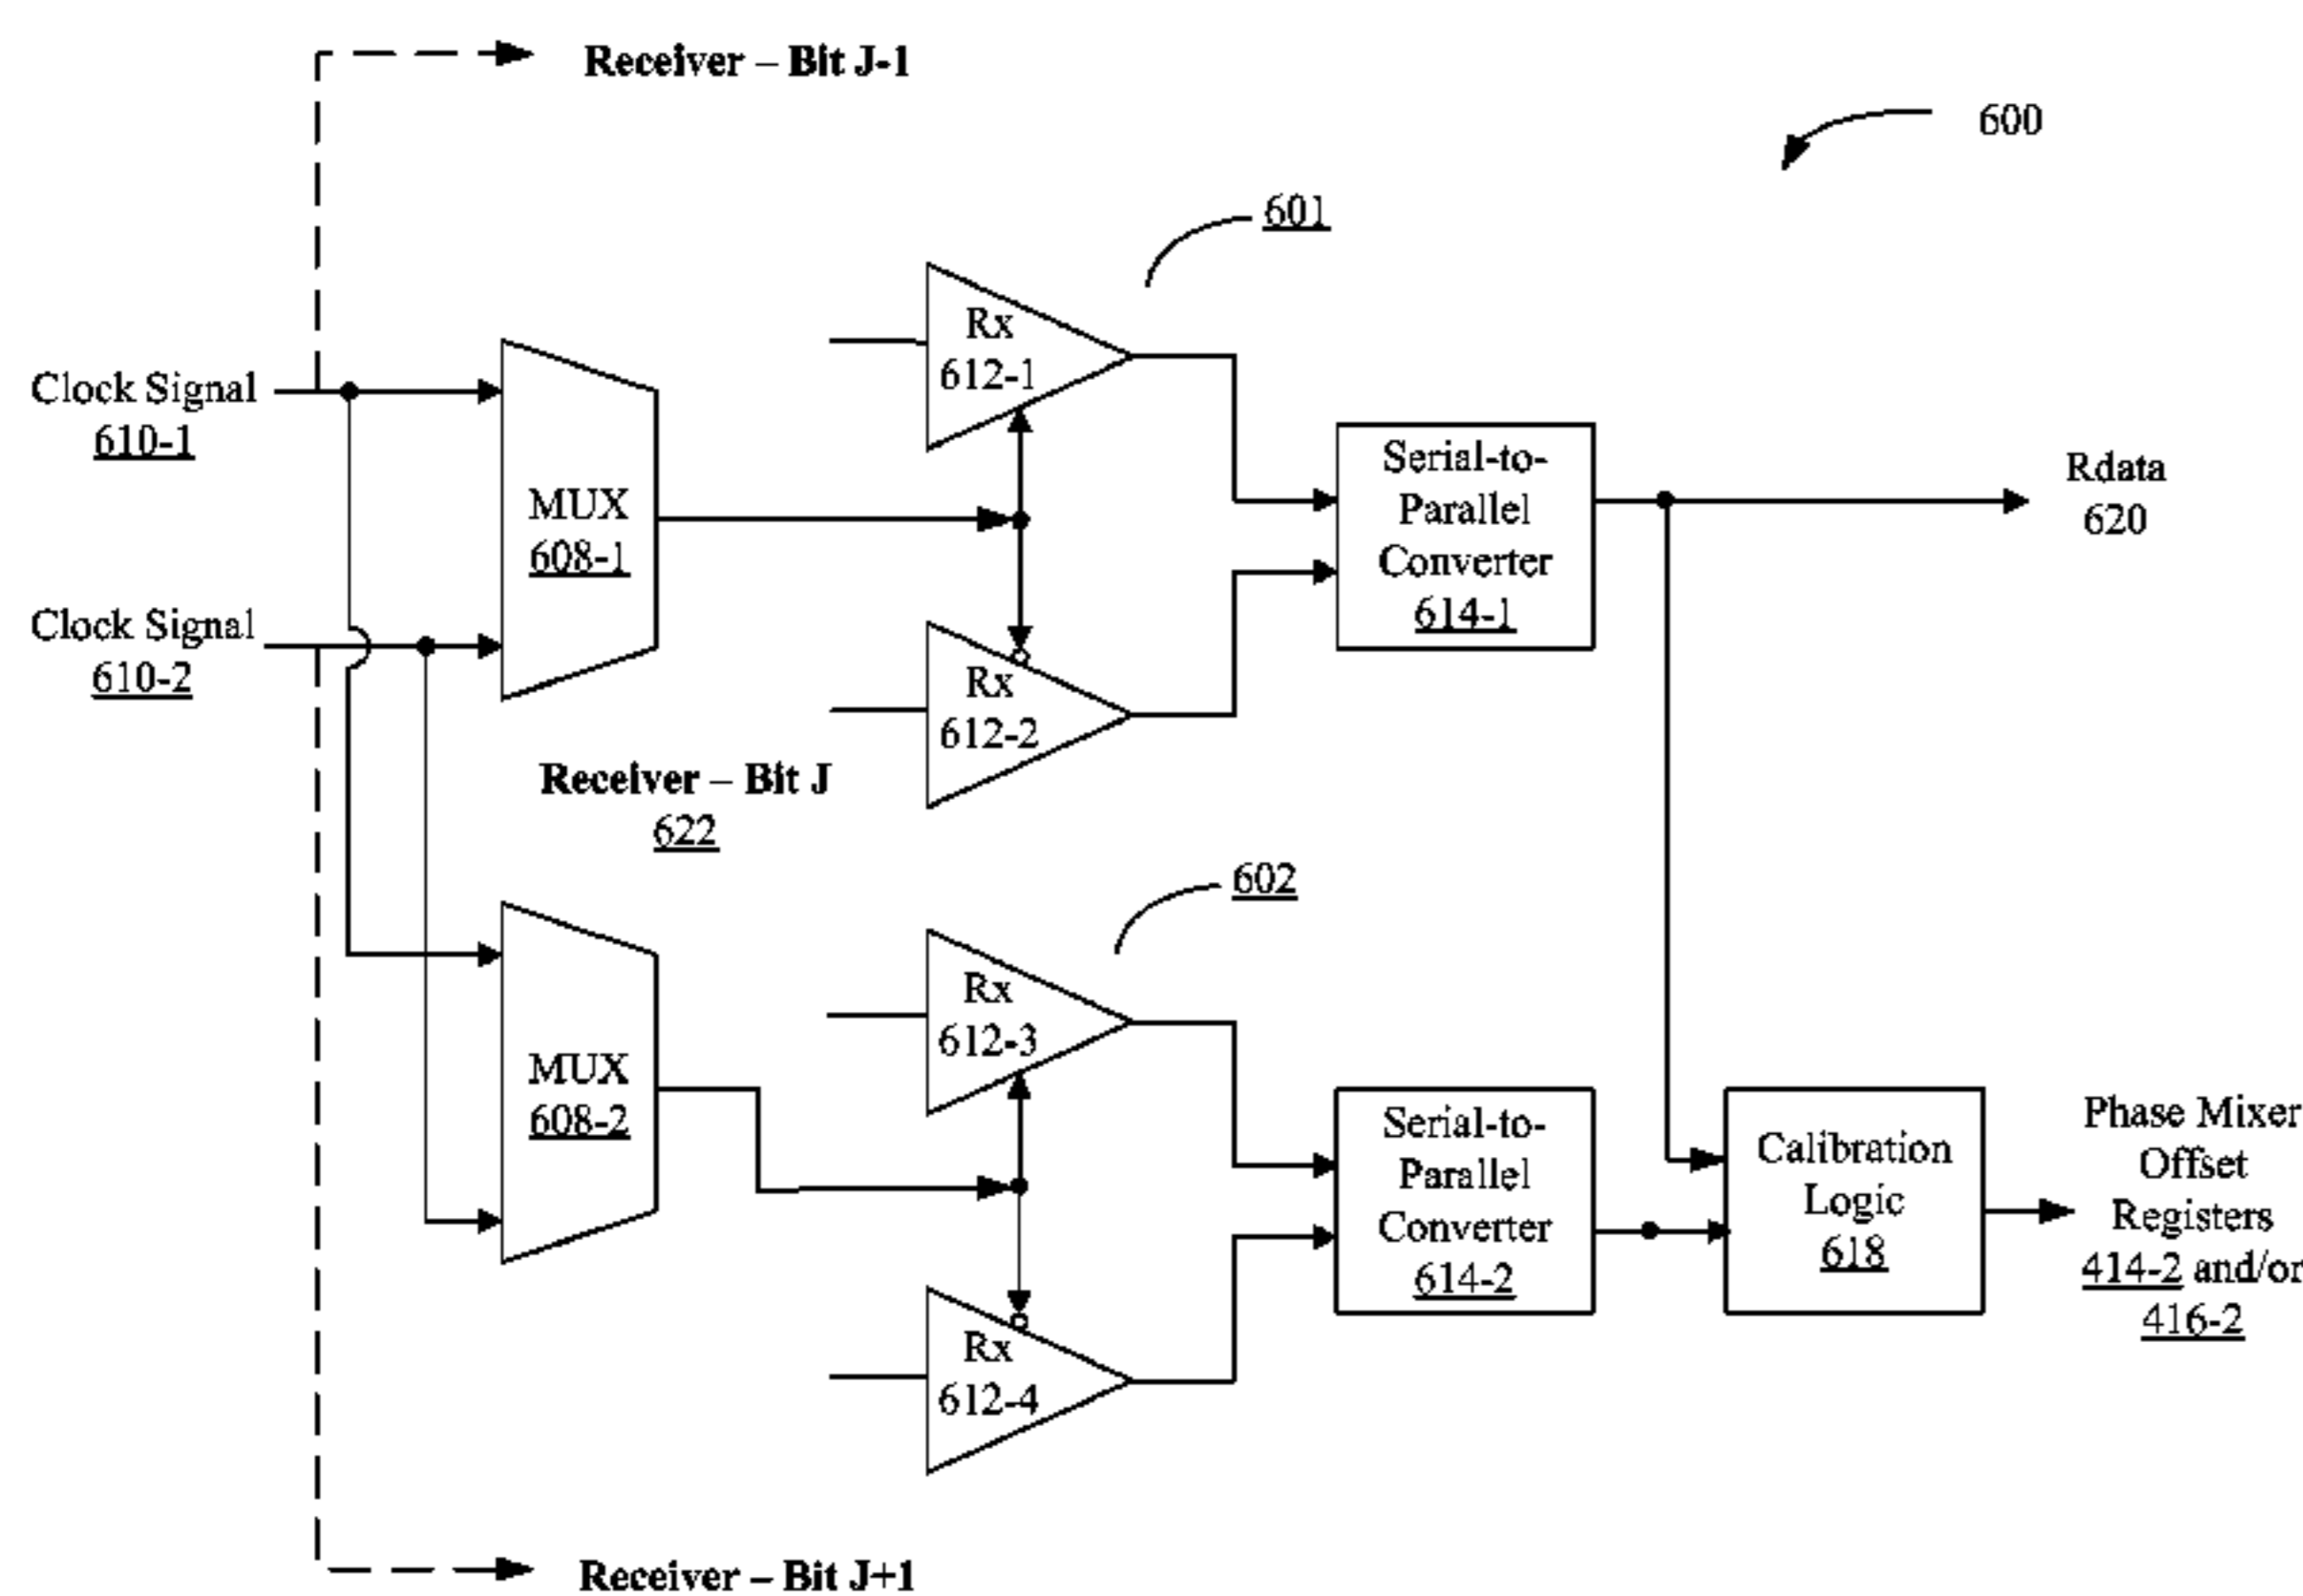 Receiver – Bit J-1
600
601
Rx
612-1
Clock Signal
610-1
MUX
608-1
Serial-to-
Parallel
Converter
614-1
Rdata
620
Clock Signal
610-2
Rx
612-2
Receiver – Bit J
622
602
Rx
612-3
MUX
608-2
Serial-to-
Parallel
Converter
614-2
Calibration
Logic
618
Phase Mixer
Offset
Registers
414-2 and/or
416-2
Rx
612-4
Receiver – Bit J+1